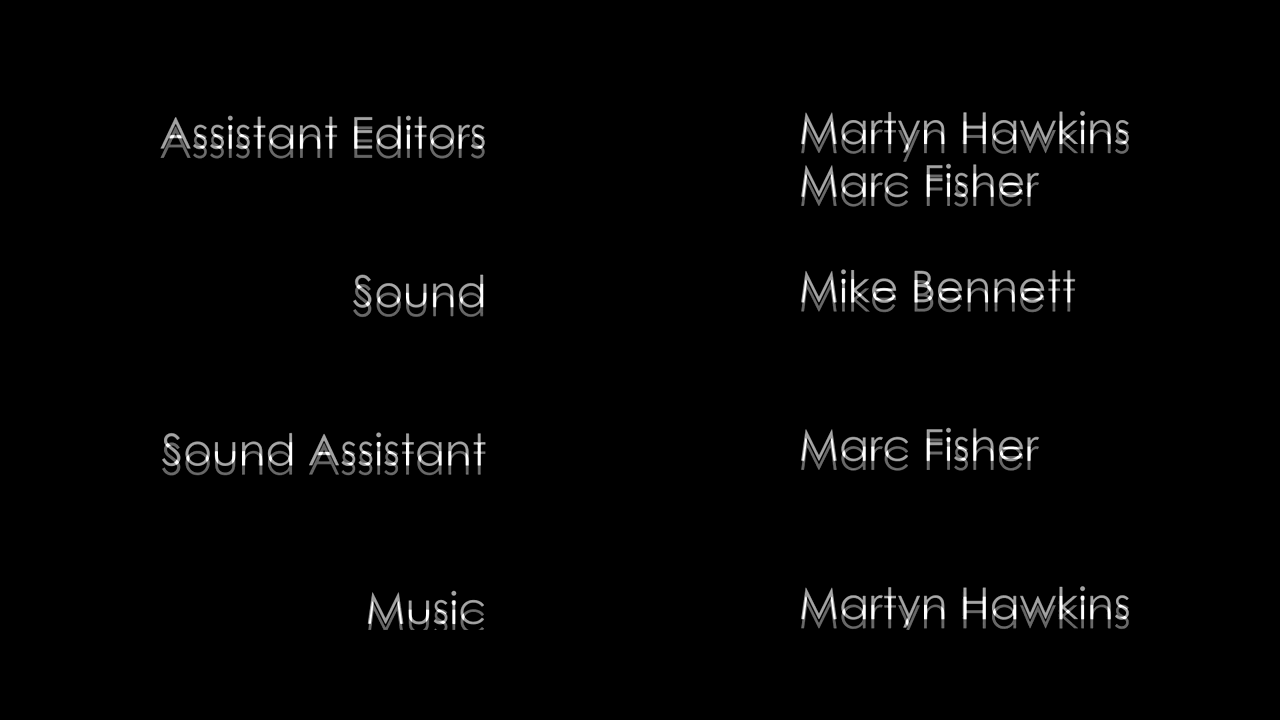 Assistant Editors Martyn Hawkins
Marc Fisher
Sound Mike Bennett
Sound Assistant Marc Fisher
Music Martyn Hawkins